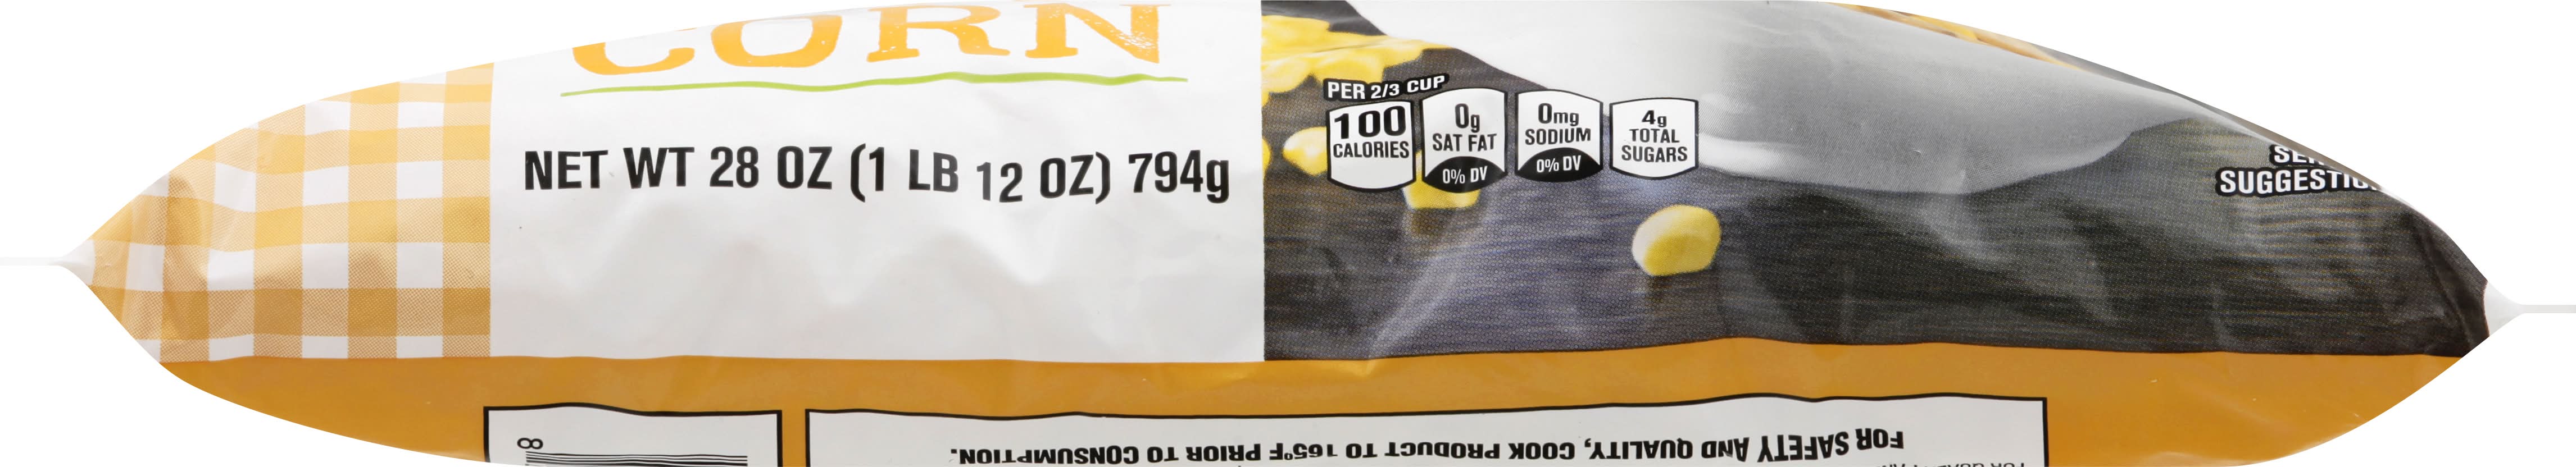 CORN
NET WT 28 OZ (1 LB 12 OZ) 794g
PER 2/3 CUP
100
CALORIES
0g
SAT FAT
0% DV
0mg
SODIUM
0% DV
4g
TOTAL
SUGARS
FOR SAFETY AND QUALITY, COOK PRODUCT TO 165°F PRIOR TO CONSUMPTION.
8